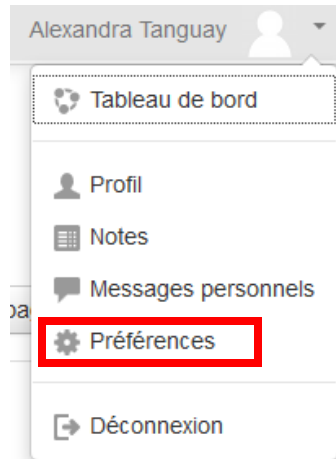 Alexandra Tanguay
Tableau de bord
Profil
Notes
Messages personnels
Préférences
Déconnexion